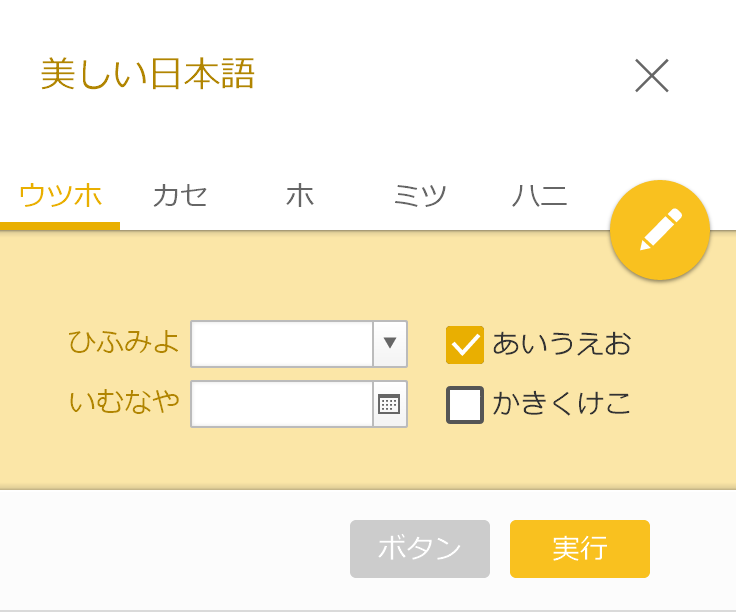 美しい日本語
ウツホ カセ ホ ミツ ハニ
ひふみよ あいうえお
いむなや かきくけこ
ボタン 実行